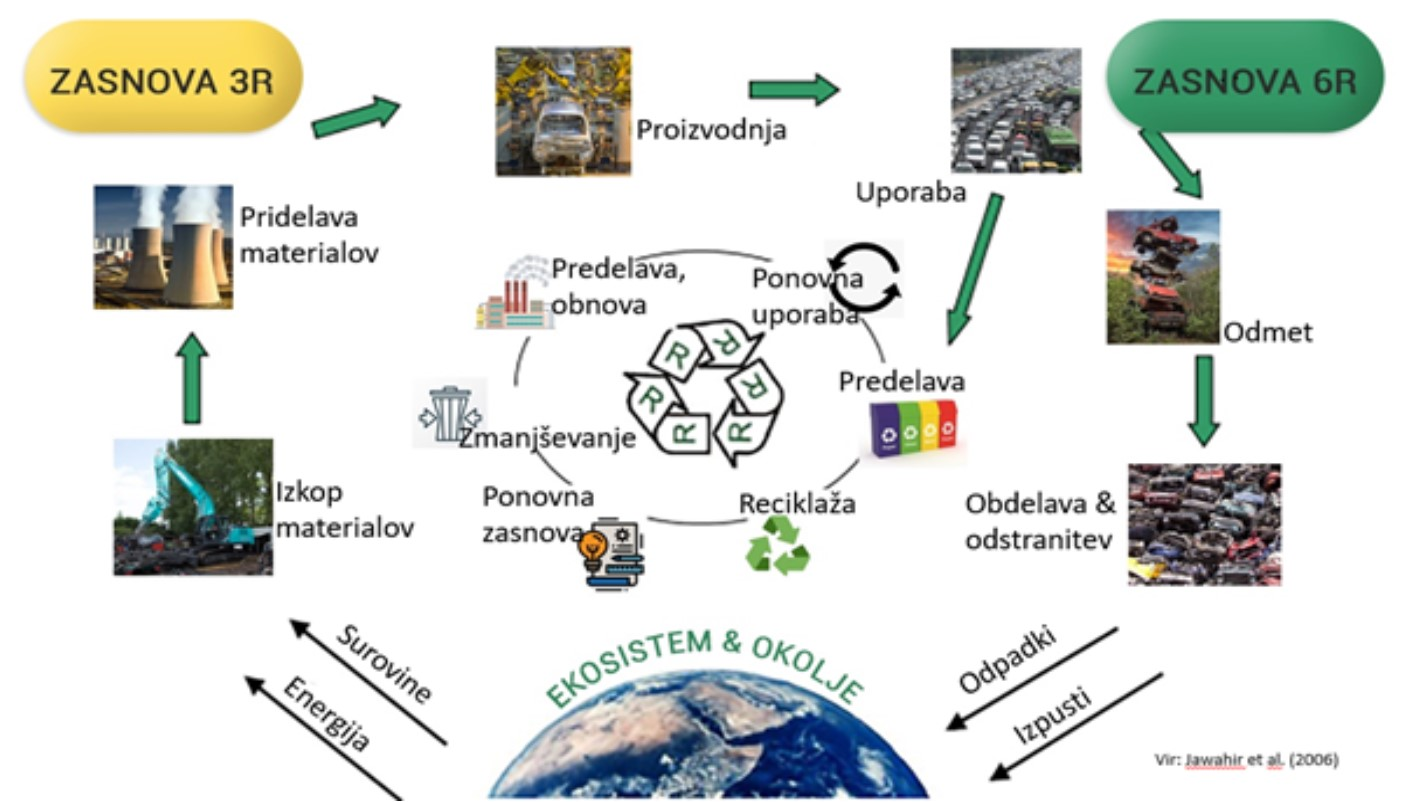 ZASNOVA 3R
ZASNOVA 6R
Proizvodnja
Uporaba
Pridelava
materialov
Predelava,
obnova
Ponovna
uporaba
Odmet
Predelava
Zmanjševanje
Izkop
materialov
Ponovna
zasnova
Reciklaža
Obdelava &
odstranitev
R
R
R
R
R
R
EKOSISTEM & OKOLJE
Surovine
Energija
Odpadki
Izpusti
Vir: Jawahir et al. (2006)